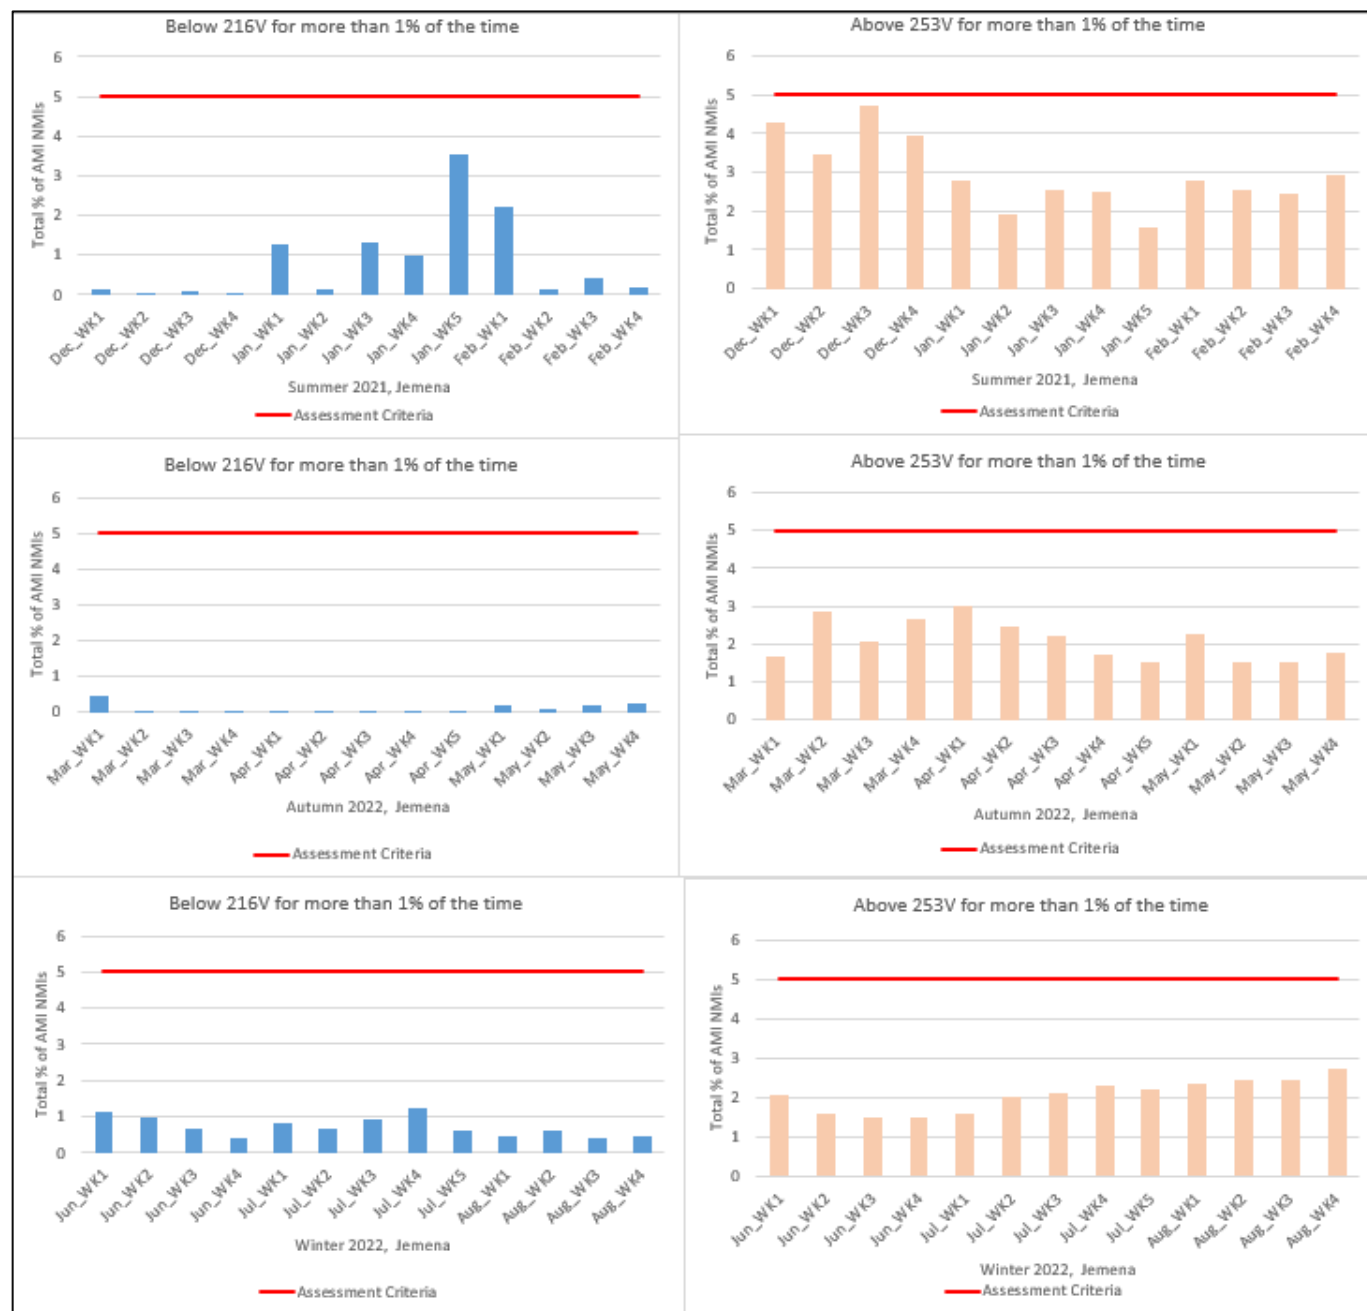 Below 216V for more than 1% of the time
6
5
4
3
2
1
0
Total % of AMI NMIs
Dec_WK1
Dec_WK2
Dec_WK3
Dec_WK4
Jan_WK1
Jan_WK2
Jan_WK3
Jan_WK4
Jan_WK5
Feb_WK1
Feb_WK2
Feb_WK3
Feb_WK4
Summer 2021, Jemena
Assessment Criteria
Above 253V for more than 1% of the time
6
5
4
3
2
1
0
Total % of AMI NMIs
Dec_WK1
Dec_WK2
Dec_WK3
Dec_WK4
Jan_WK1
Jan_WK2
Jan_WK3
Jan_WK4
Jan_WK5
Feb_WK1
Feb_WK2
Feb_WK3
Feb_WK4
Summer 2021, Jemena
Assessment Criteria
Below 216V for more than 1% of the time
6
5
4
3
2
1
0
Total % of AMI NMIs
Mar_WK1
Mar_WK2
Mar_WK3
Mar_WK4
Apr_WK1
Apr_WK2
Apr_WK3
Apr_WK4
Apr_WK5
May_WK1
May_WK2
May_WK3
May_WK4
Autumn 2022, Jemena
Assessment Criteria
Above 253V for more than 1% of the time
6
5
4
3
2
1
0
Total % of AMI NMIs
Mar_WK1
Mar_WK2
Mar_WK3
Mar_WK4
Apr_WK1
Apr_WK2
Apr_WK3
Apr_WK4
Apr_WK5
May_WK1
May_WK2
May_WK3
May_WK4
Autumn 2022, Jemena
Assessment Criteria
Below 216V for more than 1% of the time
6
5
4
3
2
1
0
Total % of AMI NMIs
Jun_WK1
Jun_WK2
Jun_WK3
Jun_WK4
Jul_WK1
Jul_WK2
Jul_WK3
Jul_WK4
Jul_WK5
Aug_WK1
Aug_WK2
Aug_WK3
Aug_WK4
Winter 2022, Jemena
Assessment Criteria
Above 253V for more than 1% of the time
6
5
4
3
2
1
0
Total % of AMI NMIs
Jun_WK1
Jun_WK2
Jun_WK3
Jun_WK4
Jul_WK1
Jul_WK2
Jul_WK3
Jul_WK4
Jul_WK5
Aug_WK1
Aug_WK2
Aug_WK3
Aug_WK4
Winter 2022, Jemena
Assessment Criteria